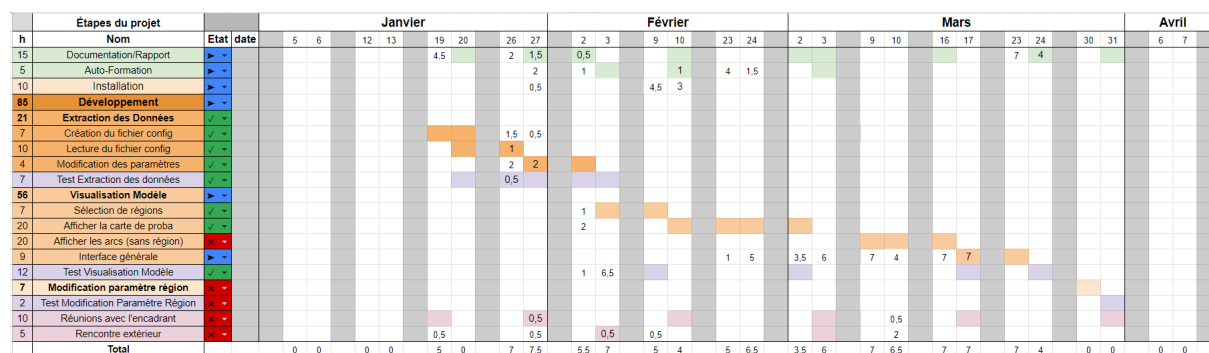 Étapes du projet Janvier Février Mars Avril
h Nom Etat date 5 6 12 13 19 20 26 27 2 3 9 10 23 24 2 3 9 10 16 17 23 24 30 31 6 7
15 Documentation/Rapport ➤ 4,5 2 1,5 0,5 7 4
5 Auto-Formation ➤ 2 1 1 4 1,5
10 Installation ➤ 0,5 4,5 3
85 Développement ➤
21 Extraction des Données ✓
7 Création du fichier config ✓ 1,5 0,5
10 Lecture du fichier config ✓ 1
4 Modification des paramètres ✓ 2 2
7 Test Extraction des données ✓ 0,5
56 Visualisation Modèle ➤
7 Sélection de régions ✓ 1
20 Afficher la carte de proba ✓ 2
20 Afficher les arcs (sans région) ✕
9 Interface générale ➤ 1 5 3,5 6 7 4 7 7
12 Test Visualisation Modèle ✓ 1 6,5
7 Modification paramètre région ✕
2 Test Modification Paramètre Région ✕
10 Réunions avec l'encadrant ✕ 0,5 0,5
5 Rencontre extérieur ✕ 0,5 0,5 0,5 0,5 2
Total 0 0 0 0 5 0 7 7.5 5.5 7 5 4 5 6.5 3.5 6 7 6.5 7 7 7 4 0 0 0 0